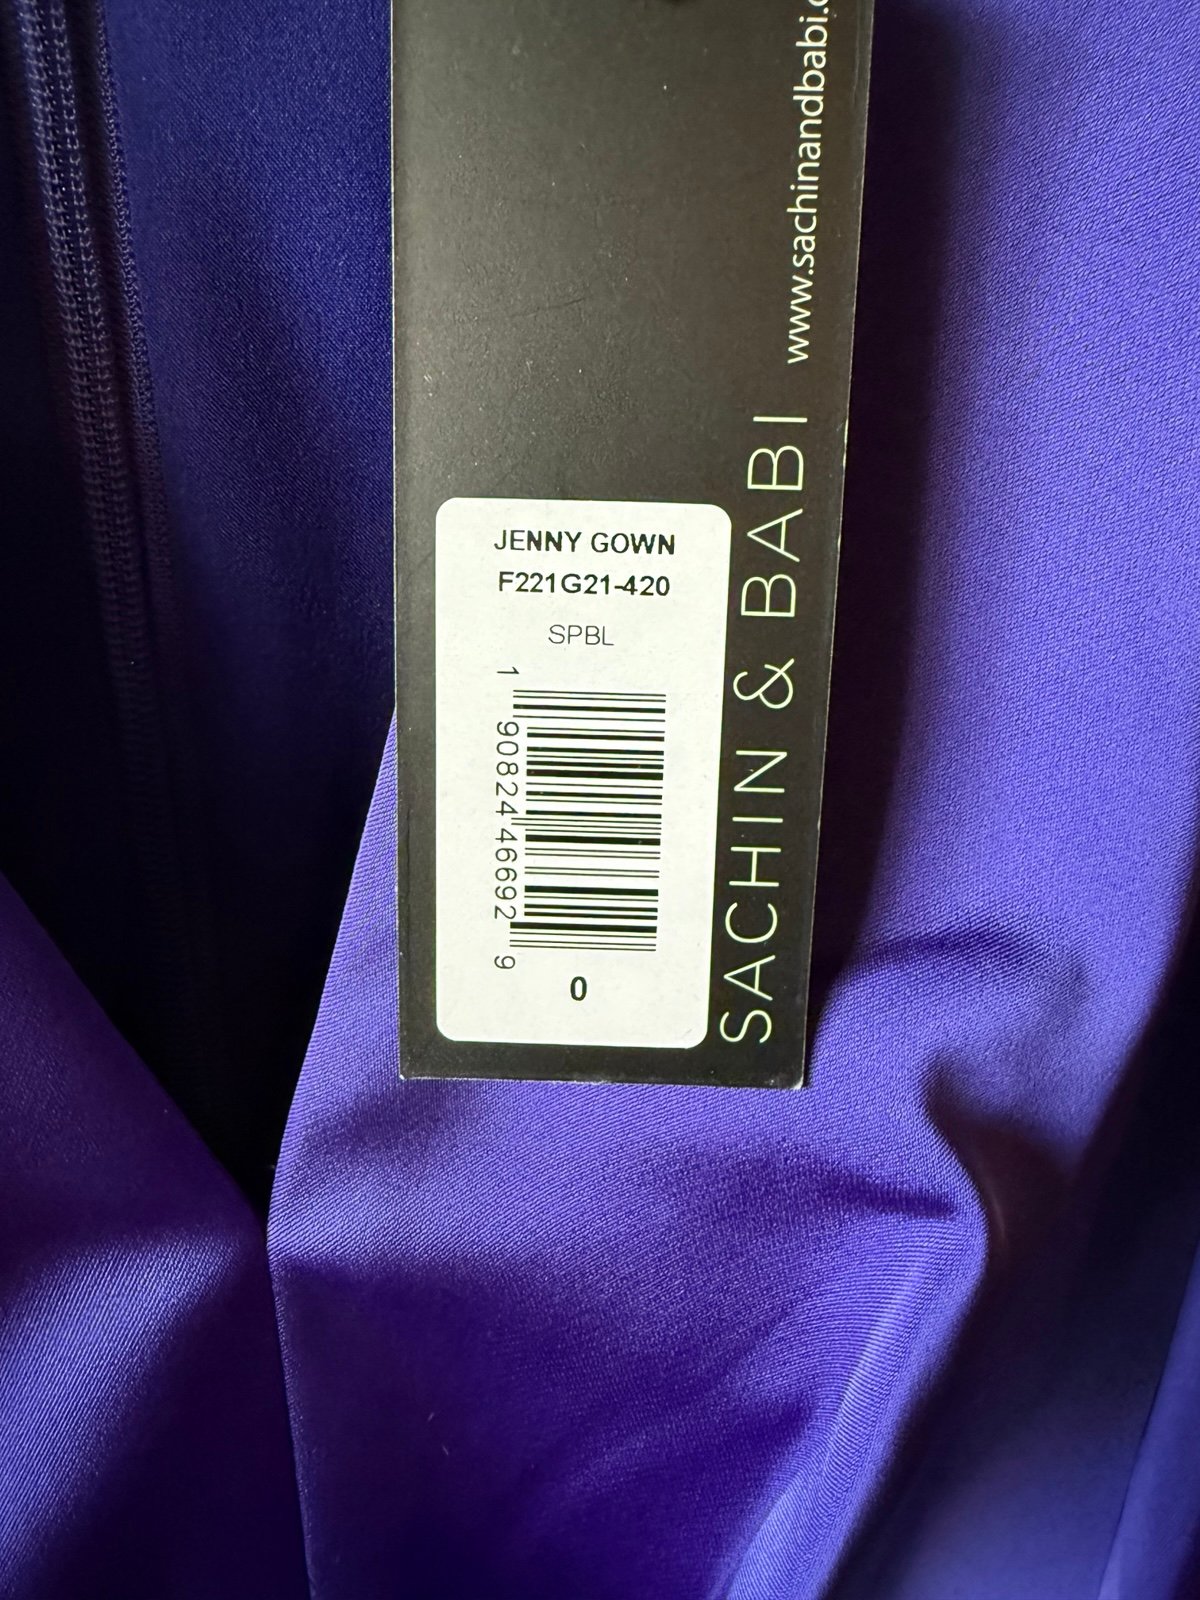 JENNY GOWN
F221G21-420
SPBL
1 90824 46692 9
0
SACHIN & BABI www.sachinandbabi.c